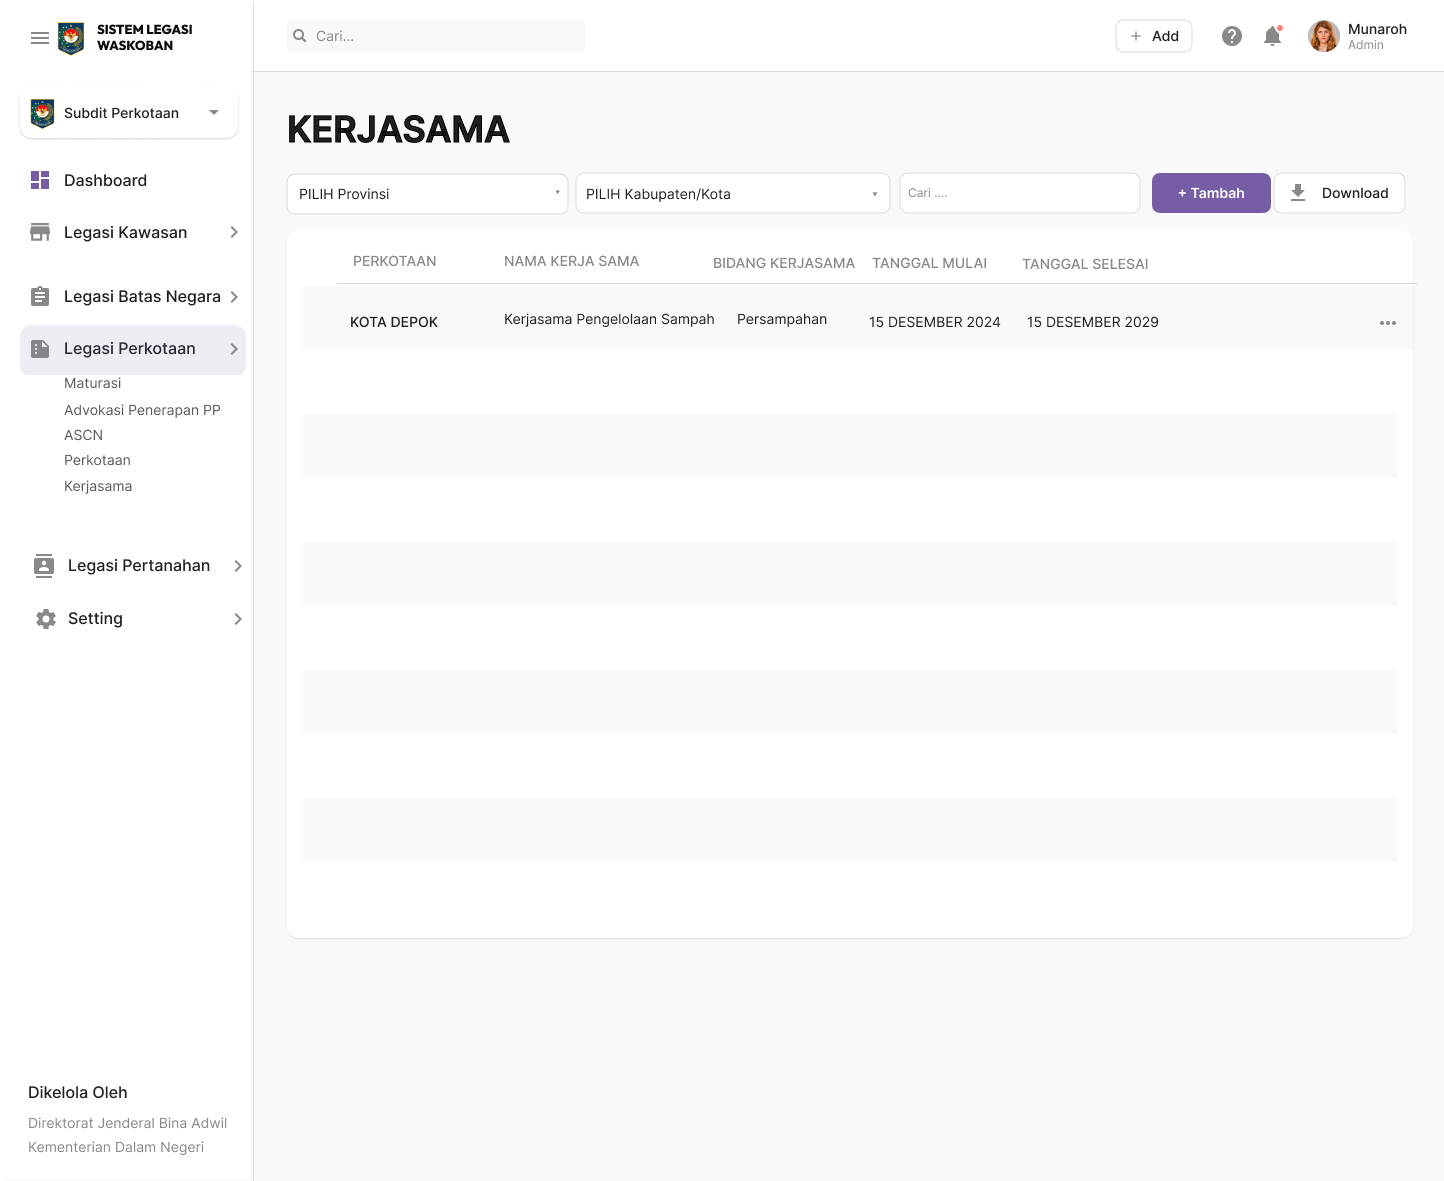 SISTEM LEGASI
WASKOBAN
Cari...
+ Add
Munaroh
Admin
Subdit Perkotaan
Dashboard
Legasi Kawasan
Legasi Batas Negara
Legasi Perkotaan
Maturasi
Advokasi Penerapan PP
ASCN
Perkotaan
Kerjasama
Legasi Pertanahan
Setting
Dikelola Oleh
Direktorat Jenderal Bina Adwil
Kementerian Dalam Negeri
KERJASAMA
PILIH Provinsi
PILIH Kabupaten/Kota
Cari ....
+ Tambah
Download
PERKOTAAN NAMA KERJA SAMA BIDANG KERJASAMA TANGGAL MULAI TANGGAL SELESAI
KOTA DEPOK Kerjasama Pengelolaan Sampah Persampahan 15 DESEMBER 2024 15 DESEMBER 2029